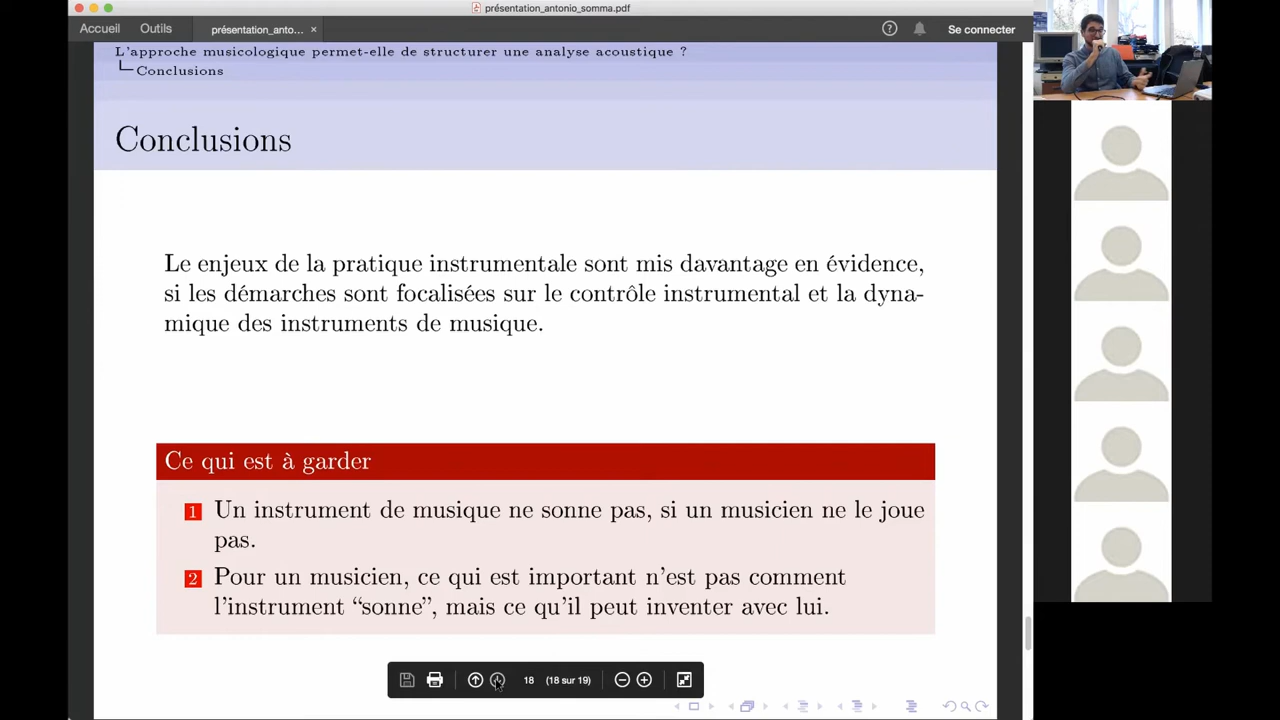 présentation_antonio_somma.pdf
Accueil Outils présentation_anto... × Se connecter
L'approche musicologique permet-elle de structurer une analyse acoustique ?
Conclusions
Conclusions
Le enjeux de la pratique instrumentale sont mis davantage en évidence,
si les démarches sont focalisées sur le contrôle instrumental et la dyna-
mique des instruments de musique.
Ce qui est à garder
1 Un instrument de musique ne sonne pas, si un musicien ne le joue
pas.
2 Pour un musicien, ce qui est important n'est pas comment
l'instrument “sonne”, mais ce qu'il peut inventer avec lui.
18 (18 sur 19)